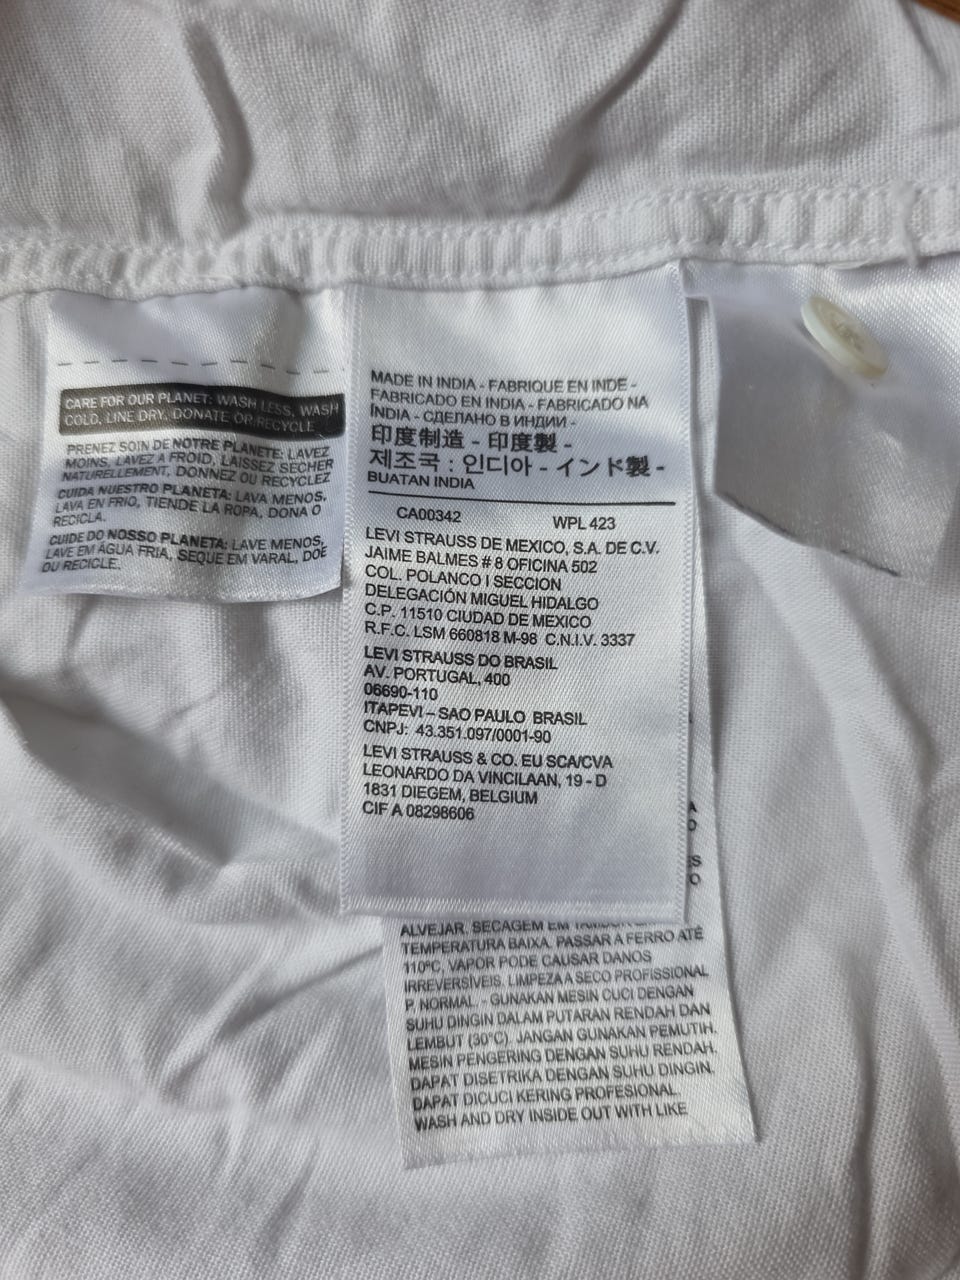 CARE FOR OUR PLANET: WASH LESS, WASH
COLD, LINE DRY, DONATE OR RECYCLE
PRENEZ SOIN DE NOTRE PLANETE: LAVEZ
MOINS, LAVEZ A FROID, LAISSEZ SECHER
NATURELLEMENT, DONNEZ OU RECYCLEZ
CUIDA NUESTRO PLANETA: LAVA MENOS,
LAVA EN FRIO, TIENDE LA ROPA, DONA O
RECICLA.
CUIDE DO NOSSO PLANETA: LAVE MENOS,
LAVE EM ÁGUA FRIA, SEQUE EM VARAL, DOE
OU RECICLE.
MADE IN INDIA - FABRIQUE EN INDE -
FABRICADO EN INDIA - FABRICADO NA
ÍNDIA - СДЕЛАНО В ИНДИИ -
印度制造 - 印度製 -
제조국 : 인디아 - インド製 -
BUATAN INDIA
CA00342 WPL 423
LEVI STRAUSS DE MEXICO, S.A. DE C.V.
JAIME BALMES # 8 OFICINA 502
COL. POLANCO I SECCION
DELEGACIÓN MIGUEL HIDALGO
C.P. 11510 CIUDAD DE MEXICO
R.F.C. LSM 660818 M-98 C.N.I.V. 3337
LEVI STRAUSS DO BRASIL
AV. PORTUGAL, 400
06690-110
ITAPEVI – SAO PAULO BRASIL
CNPJ: 43.351.097/0001-90
LEVI STRAUSS & CO. EU SCA/CVA
LEONARDO DA VINCILAAN, 19 - D
1831 DIEGEM, BELGIUM
CIF A 08298606
ALVEJAR. SECAGEM EM
TEMPERATURA BAIXA. PASSAR A FERRO ATÉ
110ºC, VAPOR PODE CAUSAR DANOS
IRREVERSÍVEIS. LIMPEZA A SECO PROFISSIONAL
P. NORMAL. - GUNAKAN MESIN CUCI DENGAN
SUHU DINGIN DALAM PUTARAN RENDAH DAN
LEMBUT (30°C). JANGAN GUNAKAN PEMUTIH.
MESIN PENGERING DENGAN SUHU RENDAH.
DAPAT DISETRIKA DENGAN SUHU DINGIN.
DAPAT DICUCI KERING PROFESIONAL.
WASH AND DRY INSIDE OUT WITH LIKE